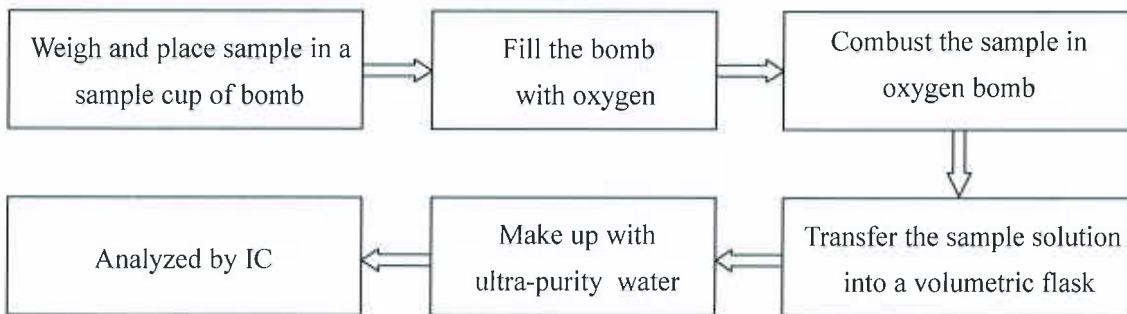 Weigh and place sample in a
sample cup of bomb
Fill the bomb
with oxygen
Combust the sample in
oxygen bomb
Transfer the sample solution
into a volumetric flask
Make up with
ultra-purity water
Analyzed by IC